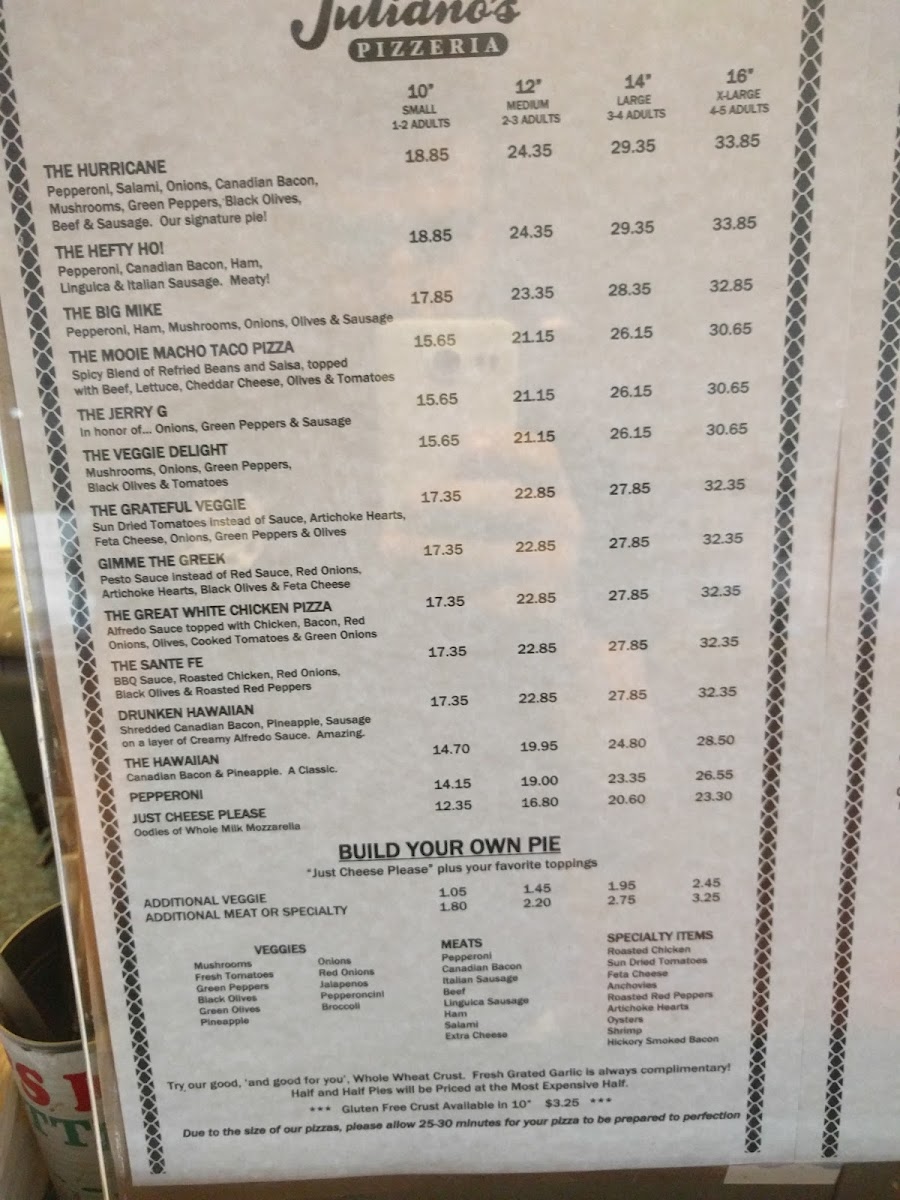 Juliano's
PIZZERIA
10" 12" 14" 16"
SMALL MEDIUM LARGE X-LARGE
1-2 ADULTS 2-3 ADULTS 3-4 ADULTS 4-5 ADULTS
THE HURRICANE 18.85 24.35 29.35 33.85
Pepperoni, Salami, Onions, Canadian Bacon,
Mushrooms, Green Peppers, Black Olives,
Beef & Sausage. Our signature pie!
THE HEFTY HO! 18.85 24.35 29.35 33.85
Pepperoni, Canadian Bacon, Ham,
Linguica & Italian Sausage. Meaty!
THE BIG MIKE 17.85 23.35 28.35 32.85
Pepperoni, Ham, Mushrooms, Onions, Olives & Sausage
THE MOOIE MACHO TACO PIZZA 15.65 21.15 26.15 30.65
Spicy Blend of Refried Beans and Salsa, topped
with Beef, Lettuce, Cheddar Cheese, Olives & Tomatoes
THE JERRY G 15.65 21.15 26.15 30.65
In honor of... Onions, Green Peppers & Sausage
THE VEGGIE DELIGHT 15.65 21.15 26.15 30.65
Mushrooms, Onions, Green Peppers,
Black Olives & Tomatoes
THE GRATEFUL VEGGIE 17.35 22.85 27.85 32.35
Sun Dried Tomatoes instead of Sauce, Artichoke Hearts,
Feta Cheese, Onions, Green Peppers & Olives
GIMME THE GREEK 17.35 22.85 27.85 32.35
Pesto Sauce instead of Red Sauce, Red Onions,
Artichoke Hearts, Black Olives & Feta Cheese
THE GREAT WHITE CHICKEN PIZZA 17.35 22.85 27.85 32.35
Alfredo Sauce topped with Chicken, Bacon, Red
Onions, Olives, Cooked Tomatoes & Green Onions
THE SANTE FE 17.35 22.85 27.85 32.35
BBQ Sauce, Roasted Chicken, Red Onions,
Black Olives & Roasted Red Peppers
DRUNKEN HAWAIIAN 17.35 22.85 27.85 32.35
Shredded Canadian Bacon, Pineapple, Sausage
on a layer of Creamy Alfredo Sauce. Amazing.
THE HAWAIIAN 14.70 19.95 24.80 28.50
Canadian Bacon & Pineapple. A Classic.
PEPPERONI 14.15 19.00 23.35 26.55
JUST CHEESE PLEASE 12.35 16.80 20.60 23.30
Oodles of Whole Milk Mozzarella
BUILD YOUR OWN PIE
"Just Cheese Please" plus your favorite toppings
ADDITIONAL VEGGIE 1.05 1.45 1.95 2.45
ADDITIONAL MEAT OR SPECIALTY 1.80 2.20 2.75 3.25
VEGGIES
Mushrooms
Fresh Tomatoes
Green Peppers
Black Olives
Green Olives
Pineapple
Onions
Red Onions
Jalapenos
Pepperoncini
Broccoli
MEATS
Pepperoni
Canadian Bacon
Italian Sausage
Beef
Linguica Sausage
Ham
Salami
Extra Cheese
SPECIALTY ITEMS
Roasted Chicken
Sun Dried Tomatoes
Feta Cheese
Anchovies
Roasted Red Peppers
Artichoke Hearts
Oysters
Shrimp
Hickory Smoked Bacon
Try our good, 'and good for you', Whole Wheat Crust. Fresh Grated Garlic is always complimentary!
Half and Half Pies will be Priced at the Most Expensive Half.
*** Gluten Free Crust Available in 10" $3.25 ***
Due to the size of our pizzas, please allow 25-30 minutes for your pizza to be prepared to perfection